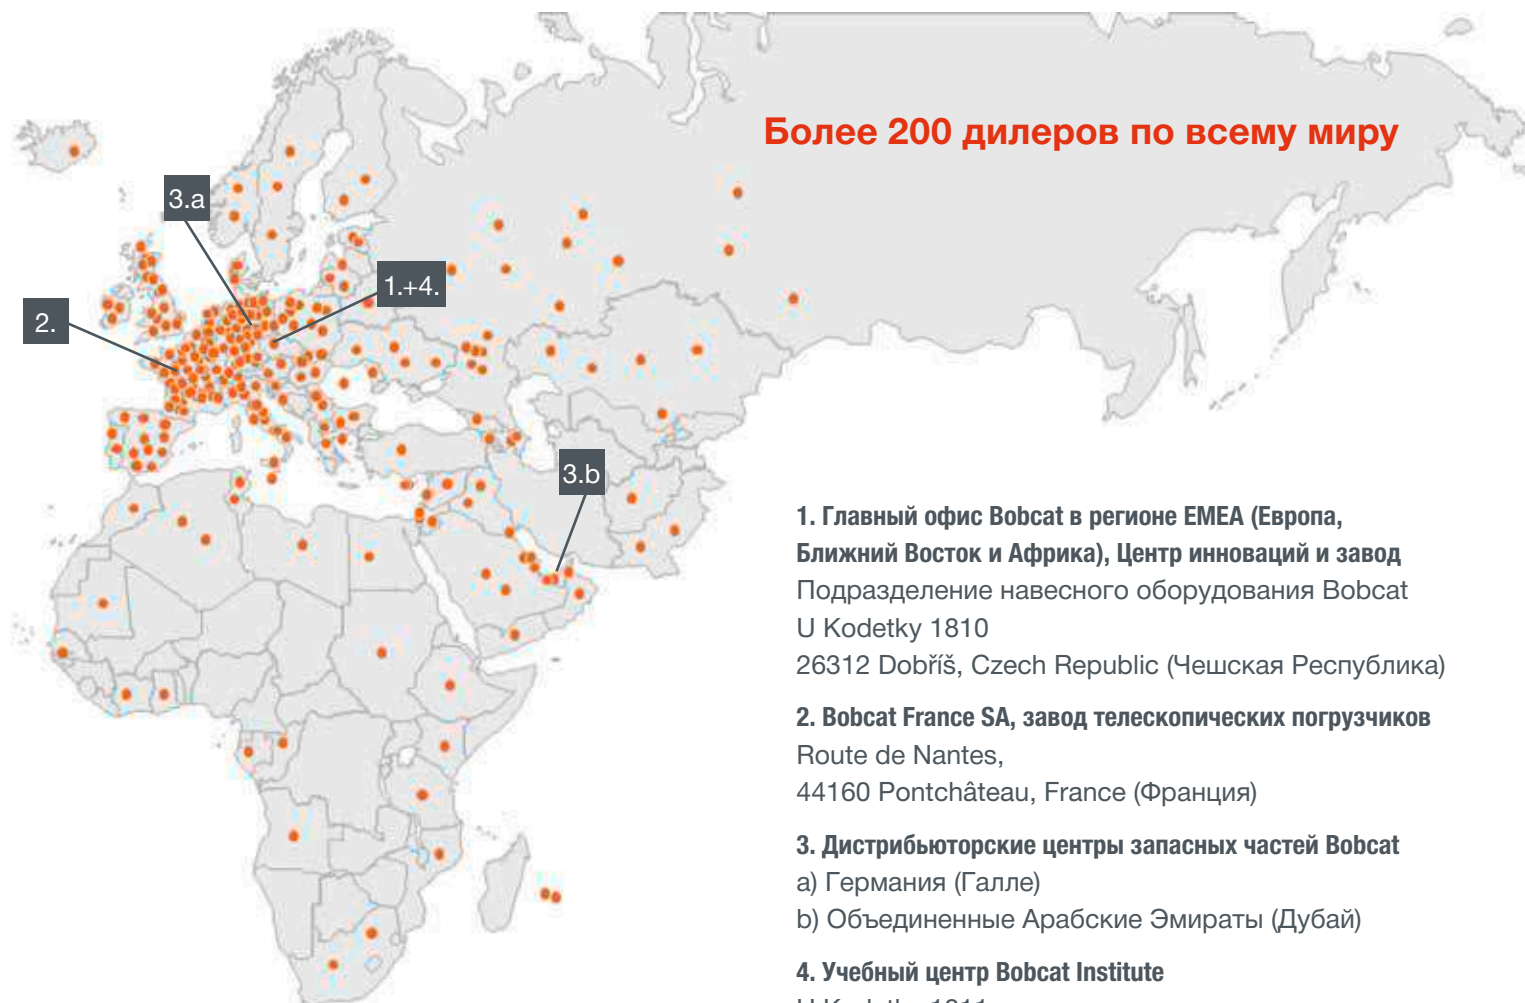 Более 200 дилеров по всему миру
3.a
1.+4.
2.
3.b
1. Главный офис Bobcat в регионе EMEA (Европа,
Ближний Восток и Африка), Центр инноваций и завод
Подразделение навесного оборудования Bobcat
U Kodetky 1810
26312 Dobříš, Czech Republic (Чешская Республика)
2. Bobcat France SA, завод телескопических погрузчиков
Route de Nantes,
44160 Pontchâteau, France (Франция)
3. Дистрибьюторские центры запасных частей Bobcat
a) Германия (Галле)
b) Объединенные Арабские Эмираты (Дубай)
4. Учебный центр Bobcat Institute
U Kodetky 1811